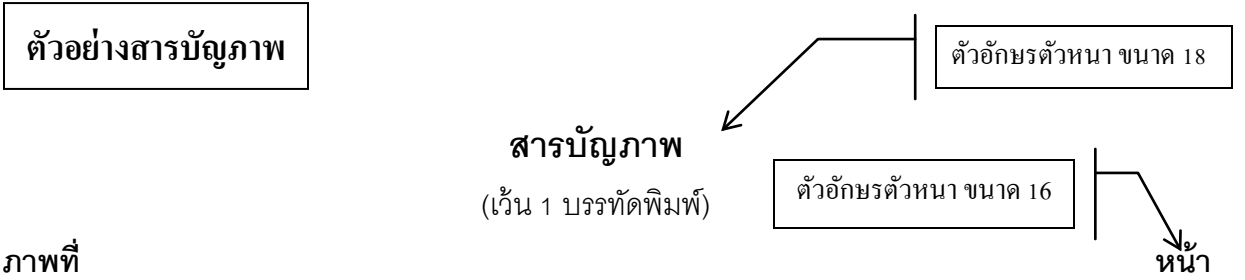 ตัวอย่างสารบัญภาพ
ตัวอักษรตัวหนา ขนาด 18
สารบัญภาพ
(เว้น 1 บรรทัดพิมพ์)
ตัวอักษรตัวหนา ขนาด 16
ภาพที่ หน้า